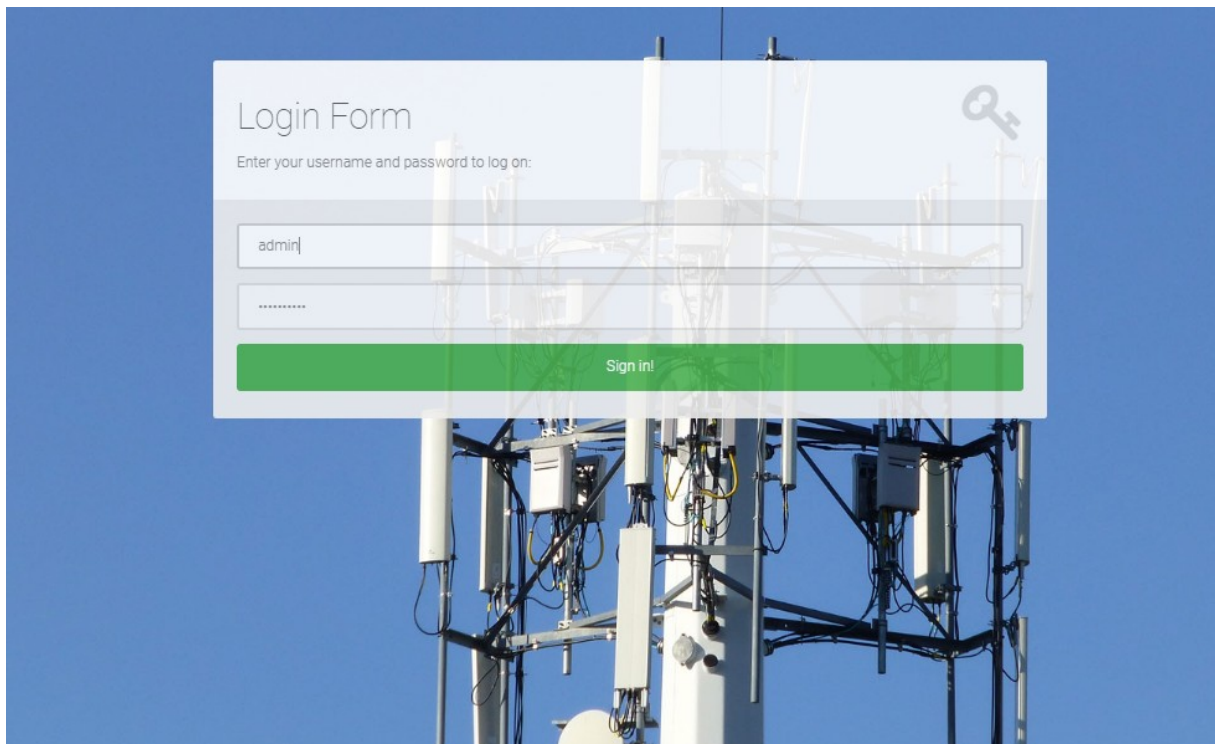 Login Form
Enter your username and password to log on:
admin
••••••••••
Sign in!